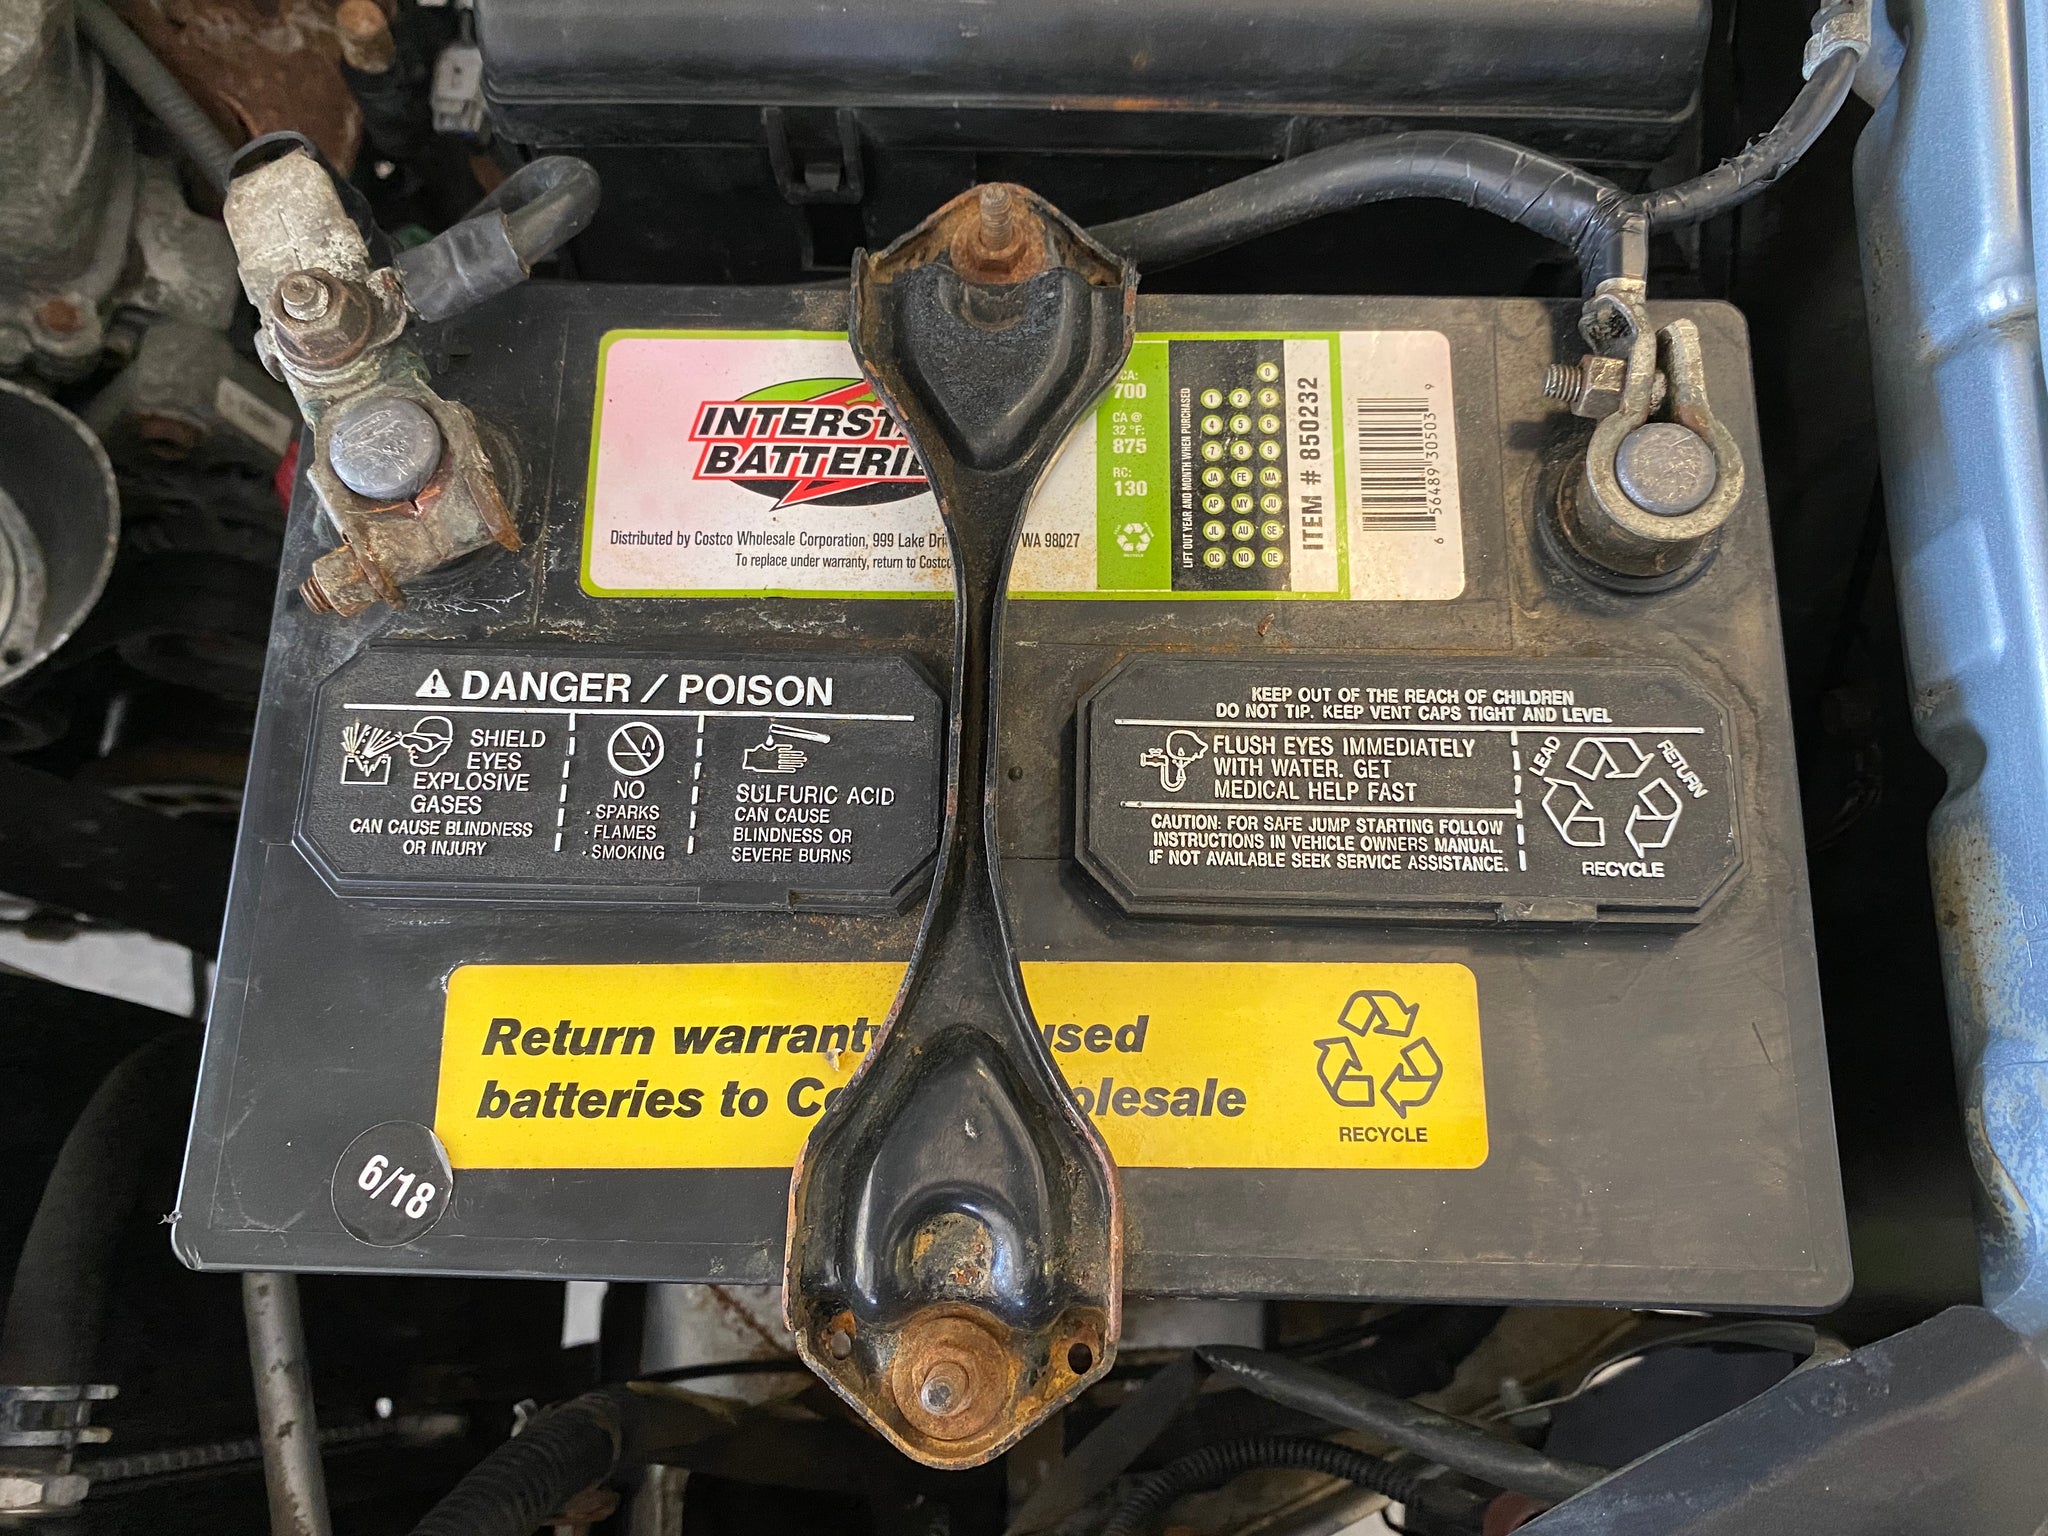 INTERST
BATTERIE
Distributed by Costco Wholesale Corporation, 999 Lake Dri WA 98027
To replace under warranty, return to Costc
CA:
700
CA @
32 °F:
875
RC:
130
RECYCLE
LIFT OUT YEAR AND MONTH WHEN PURCHASED
0
1 2 3
4 5 6
7 8 9
JA FE MA
AP MY JU
JL AU SE
OC NO DE
ITEM # 850232
6 56489 30503 9
DANGER / POISON
SHIELD
EYES
EXPLOSIVE
GASES
CAN CAUSE BLINDNESS
OR INJURY
NO
· SPARKS
· FLAMES
· SMOKING
SULFURIC ACID
CAN CAUSE
BLINDNESS OR
SEVERE BURNS
KEEP OUT OF THE REACH OF CHILDREN
DO NOT TIP. KEEP VENT CAPS TIGHT AND LEVEL
FLUSH EYES IMMEDIATELY
WITH WATER. GET
MEDICAL HELP FAST
CAUTION: FOR SAFE JUMP STARTING FOLLOW
INSTRUCTIONS IN VEHICLE OWNERS MANUAL.
IF NOT AVAILABLE SEEK SERVICE ASSISTANCE.
LEAD
RETURN
RECYCLE
Return warranty used
batteries to Co olesale
RECYCLE
6/18